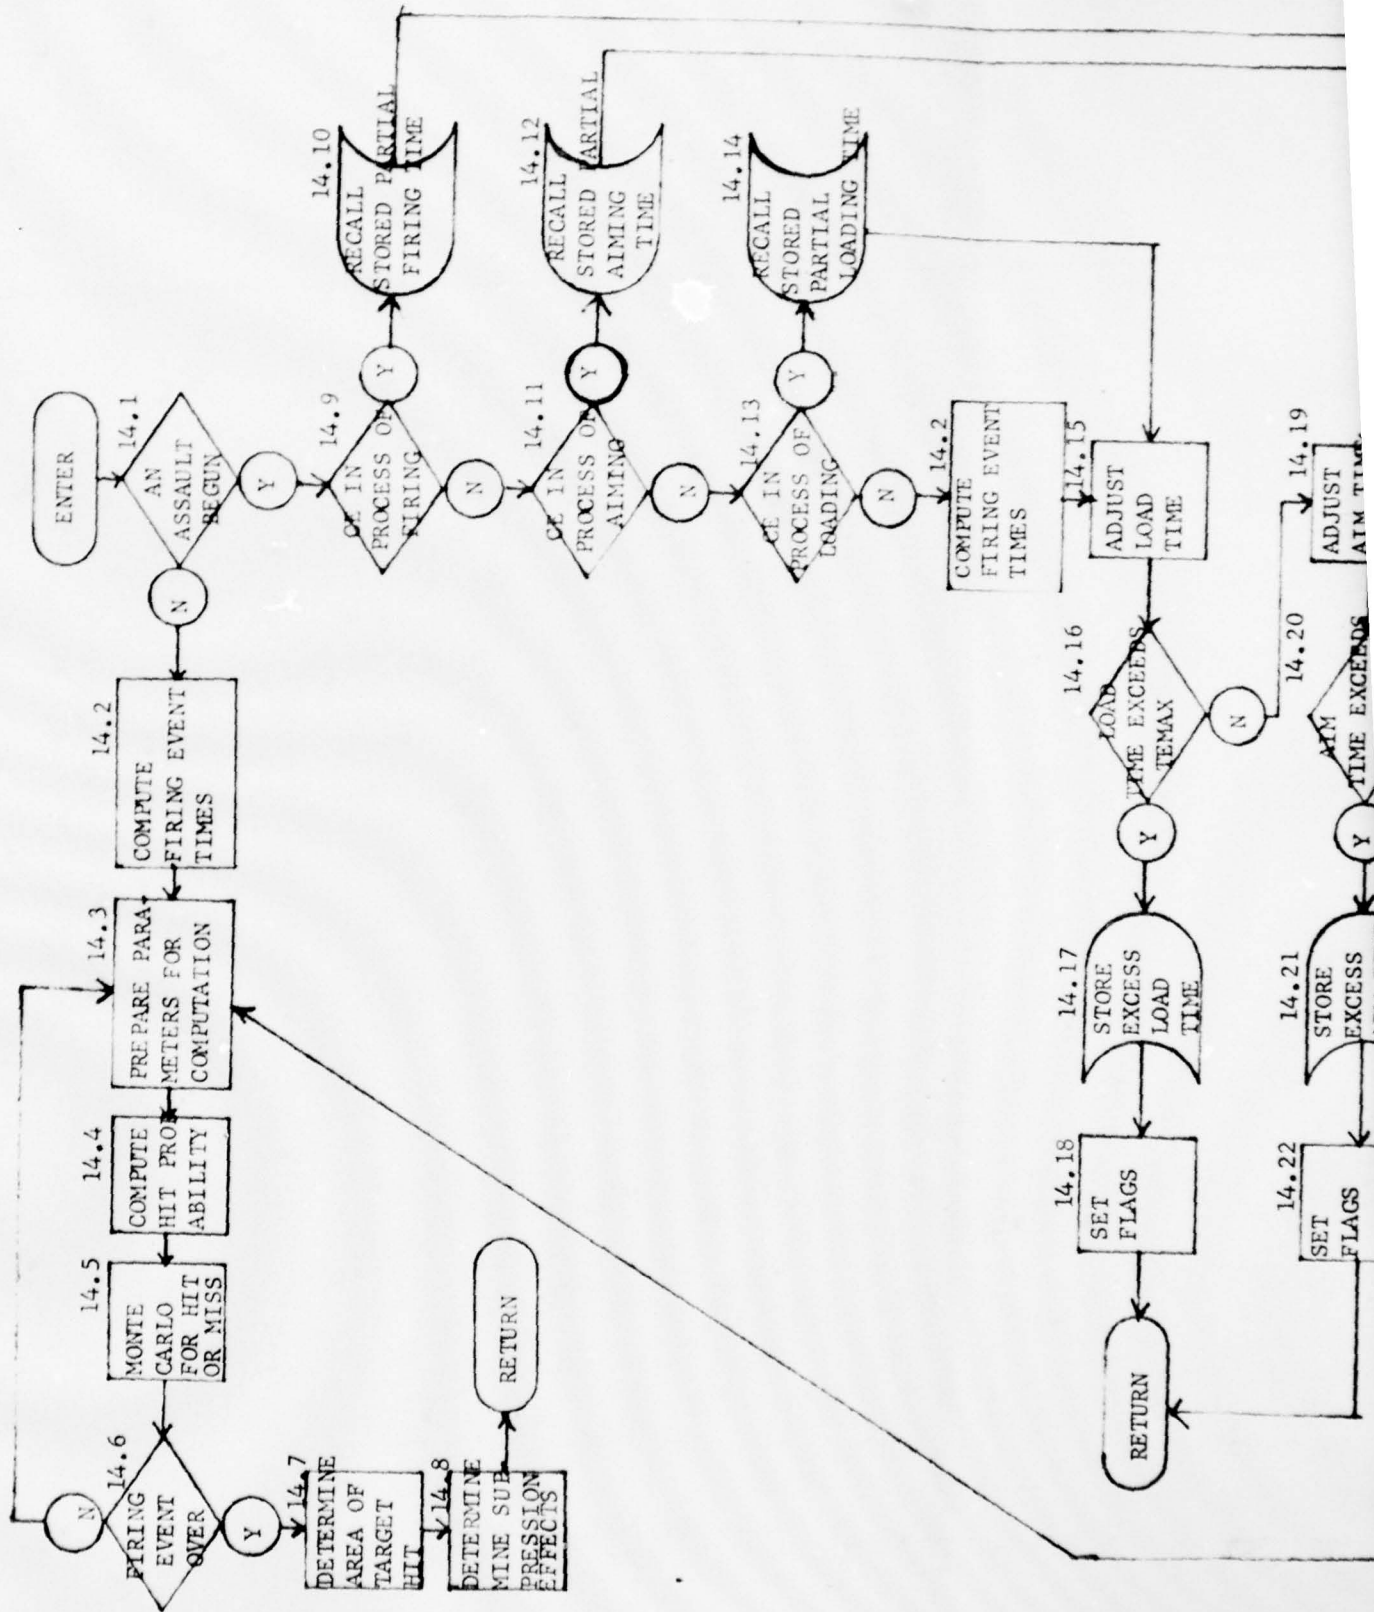 ENTER
14.1
AN
ASSAULT
BEGUN
N
Y
14.2
COMPUTE
FIRING EVENT
TIMES
14.3
PREPARE PARA-
METERS FOR
COMPUTATION
14.4
COMPUTE
HIT PROB
ABILITY
14.5
MONTE
CARLO
FOR HIT
OR MISS
14.6
FIRING
EVENT
OVER
N
Y
14.7
DETERMINE
AREA OF
TARGET
HIT
14.8
DETERMINE
MINE SUP
PRESSION
EFFECTS
RETURN
14.9
CE IN
PROCESS OF
FIRING
Y
N
14.10
RECALL
STORED PARTIAL
FIRING TIME
14.11
CE IN
PROCESS OF
AIMING
Y
N
14.12
RECALL
STORED PARTIAL
AIMING
TIME
14.13
CE IN
PROCESS OF
LOADING
Y
N
14.14
RECALL
STORED
PARTIAL
LOADING TIME
14.2
COMPUTE
FIRING EVENT
TIMES
14.15
ADJUST
LOAD
TIME
14.16
LOAD
TIME EXCEEDS
TEMAX
Y
N
14.17
STORE
EXCESS
LOAD
TIME
14.18
SET
FLAGS
RETURN
14.19
ADJUST
AIM TIME
14.20
AIM
TIME EXCEEDS
Y
14.21
STORE
EXCESS
14.22
SET
FLAGS